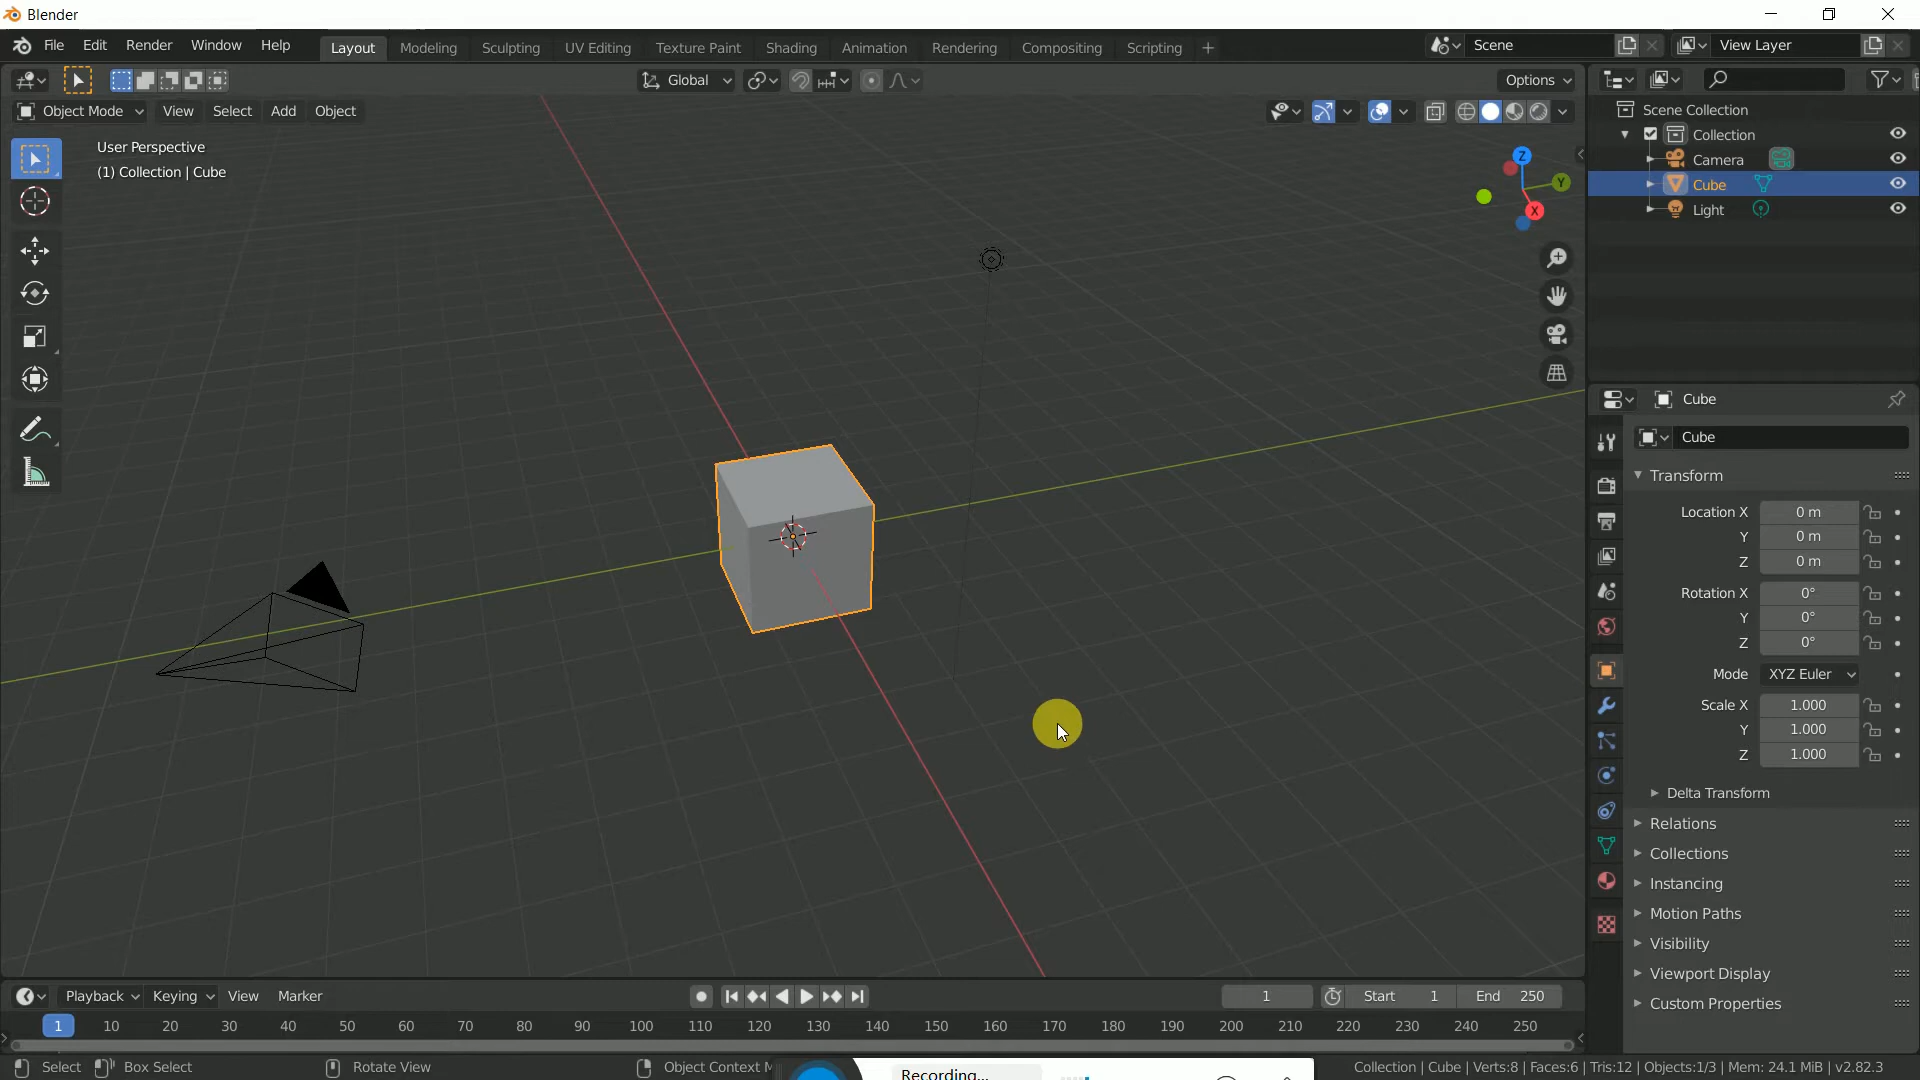 Blender
File Edit Render Window Help Layout Modeling Sculpting UV Editing Texture Paint Shading Animation Rendering Compositing Scripting + Scene View Layer
Global Options
Object Mode View Select Add Object
User Perspective
(1) Collection | Cube
Z
Y
X
Scene Collection
Collection
Camera
Cube
Light
Cube
Cube
Transform
Location X 0 m
Y 0 m
Z 0 m
Rotation X 0°
Y 0°
Z 0°
Mode XYZ Euler
Scale X 1.000
Y 1.000
Z 1.000
Delta Transform
Relations
Collections
Instancing
Motion Paths
Visibility
Viewport Display
Custom Properties
Playback Keying View Marker 1 Start 1 End 250
1 10 20 30 40 50 60 70 80 90 100 110 120 130 140 150 160 170 180 190 200 210 220 230 240 250
Select Box Select Rotate View Object Context M Recording... Collection | Cube | Verts:8 | Faces:6 | Tris:12 | Objects:1/3 | Mem: 24.1 MiB | v2.82.3